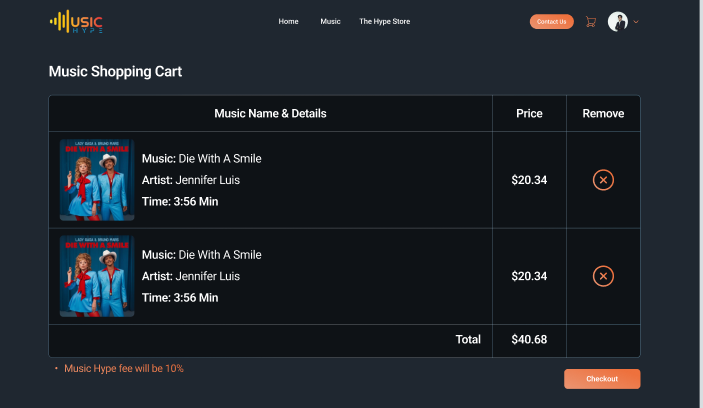 MUSIC
HYPE
Home
Music
The Hype Store
Contact Us
Music Shopping Cart
Music Name & Details
Price
Remove
LADY GAGA & BRUNO MARS
DIE WITH A SMILE
Music: Die With A Smile
Artist: Jennifer Luis
Time: 3:56 Min
$20.34
LADY GAGA & BRUNO MARS
DIE WITH A SMILE
Music: Die With A Smile
Artist: Jennifer Luis
Time: 3:56 Min
$20.34
Total
$40.68
• Music Hype fee will be 10%
Checkout